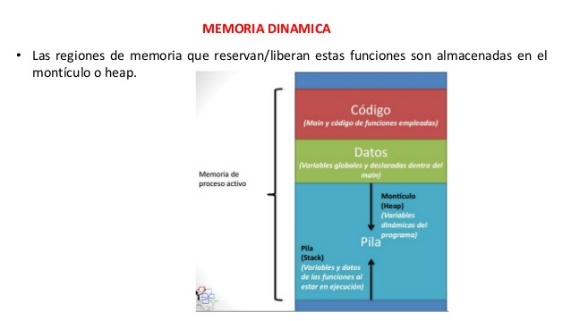 MEMORIA DINAMICA
• Las regiones de memoria que reservan/liberan estas funciones son almacenadas en el
montículo o heap.
Código
(Main y código de funciones empleadas)
Datos
(Variables globales y declaradas dentro del
main)
Memoria de
proceso activo
Montículo
(Heap)
(Variables
dinámicas del
programa)
Pila
Pila
(Stack)
(Variables y datos
de las funciones al
estar en ejecución)